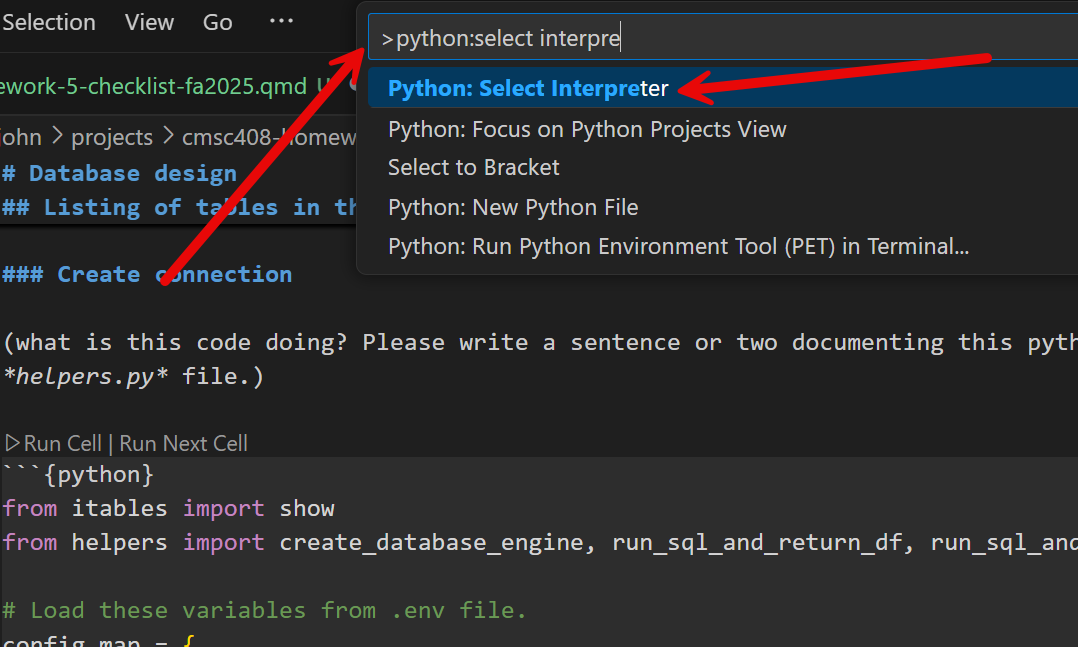 Selection View Go ...
>python:select interpre
Python: Select Interpreter
Python: Focus on Python Projects View
Select to Bracket
Python: New Python File
Python: Run Python Environment Tool (PET) in Terminal...
ework-5-checklist-fa2025.qmd U
john > projects > cmsc408-homew
# Database design
## Listing of tables in th
### Create connection
(what is this code doing? Please write a sentence or two documenting this pyth
*helpers.py* file.)
Run Cell | Run Next Cell
```{python}
from itables import show
from helpers import create_database_engine, run_sql_and_return_df, run_sql_and
# Load these variables from .env file.
config_map = {